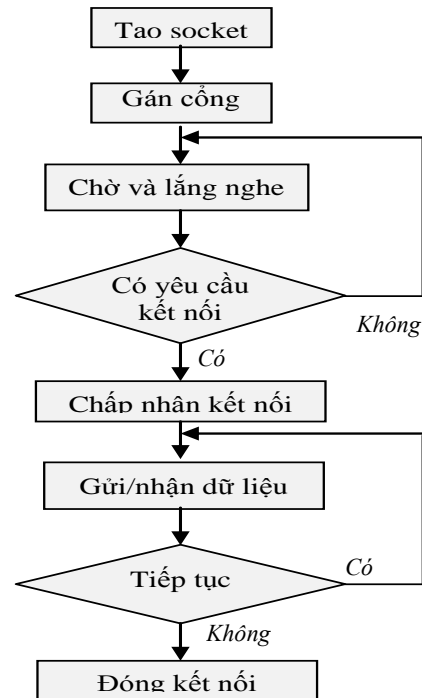 Tao socket
Gán cổng
Chờ và lắng nghe
Có yêu cầu
kết nối
Không
Có
Chấp nhân kết nối
Gửi/nhận dữ liệu
Tiếp tục
Có
Không
Đóng kết nối